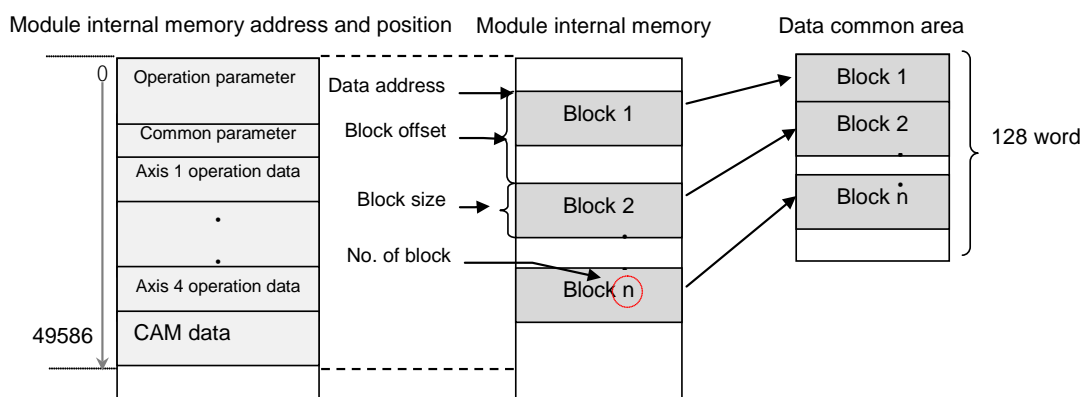 Module internal memory address and position
Module internal memory
Data common area
0
Operation parameter
Common parameter
Axis 1 operation data
Axis 4 operation data
49586
CAM data
Data address
Block offset
Block size
No. of block
Block 1
Block 2
Block n
Block 1
Block 2
Block n
128 word